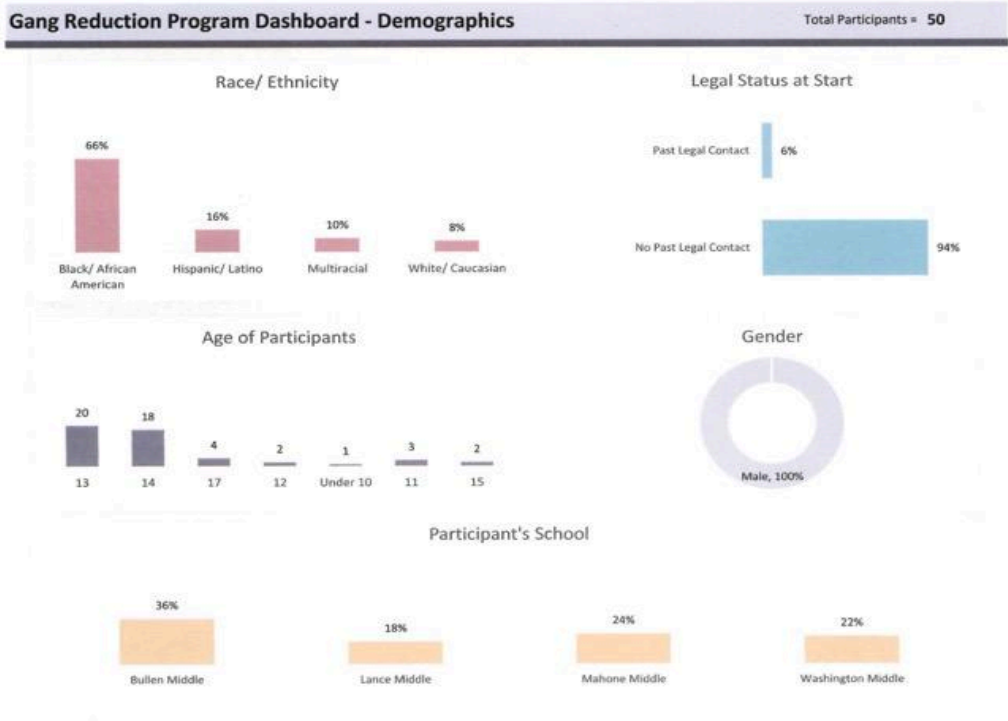 Gang Reduction Program Dashboard - Demographics
Total Participants = 50
Race/ Ethnicity
66%
16%
10%
8%
Black/ African
American
Hispanic/ Latino
Multiracial
White/ Caucasian
Legal Status at Start
Past Legal Contact
6%
No Past Legal Contact
94%
Age of Participants
20
18
4
2
1
3
2
13
14
17
12
Under 10
11
15
Gender
Male, 100%
Participant's School
36%
18%
24%
22%
Bullen Middle
Lance Middle
Mahone Middle
Washington Middle